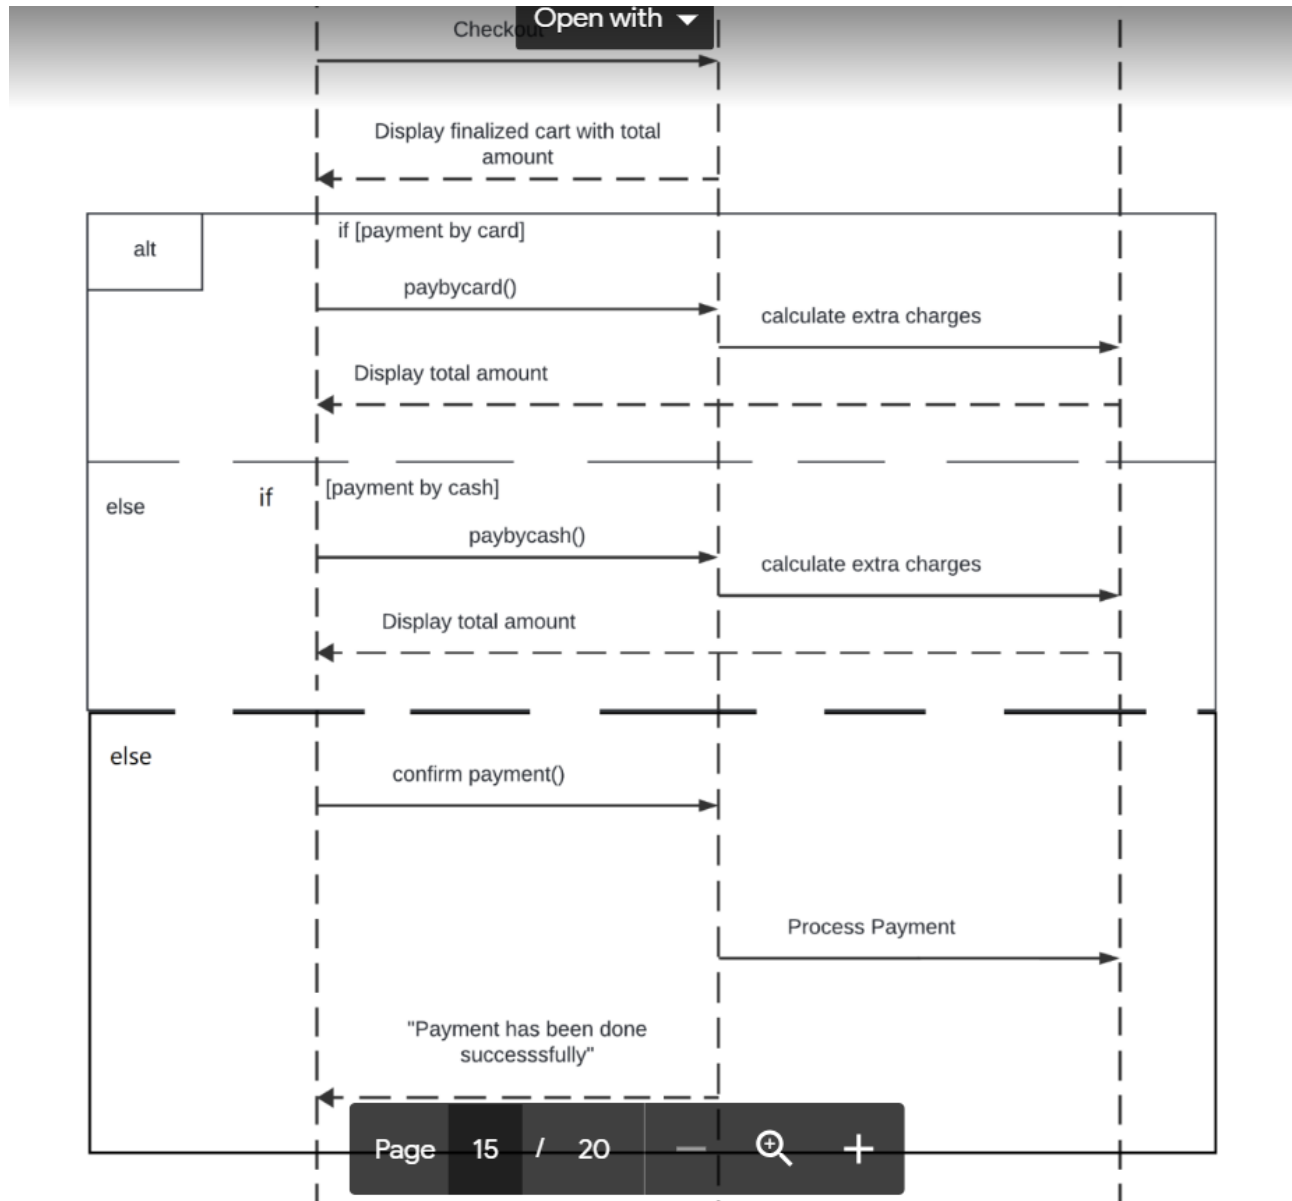 Open with
Checkout
Display finalized cart with total
amount
alt
if [payment by card]
paybycard()
calculate extra charges
Display total amount
else
if
[payment by cash]
paybycash()
calculate extra charges
Display total amount
else
confirm payment()
Process Payment
"Payment has been done
successsfully"
Page 15 / 20